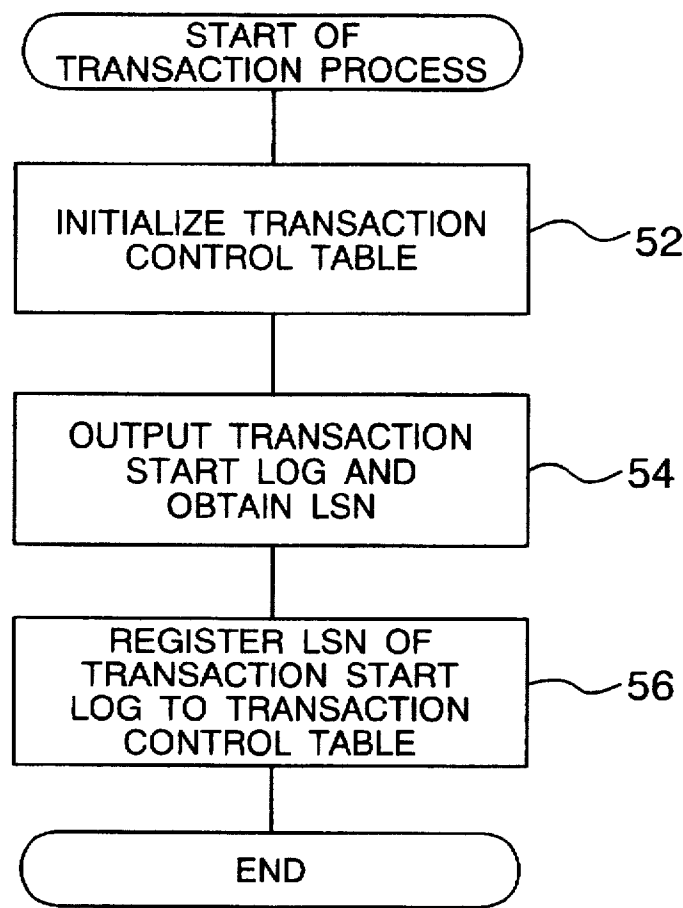 START OF
TRANSACTION PROCESS
INITIALIZE TRANSACTION
CONTROL TABLE
52
OUTPUT TRANSACTION
START LOG AND
OBTAIN LSN
54
REGISTER LSN OF
TRANSACTION START
LOG TO TRANSACTION
CONTROL TABLE
56
END